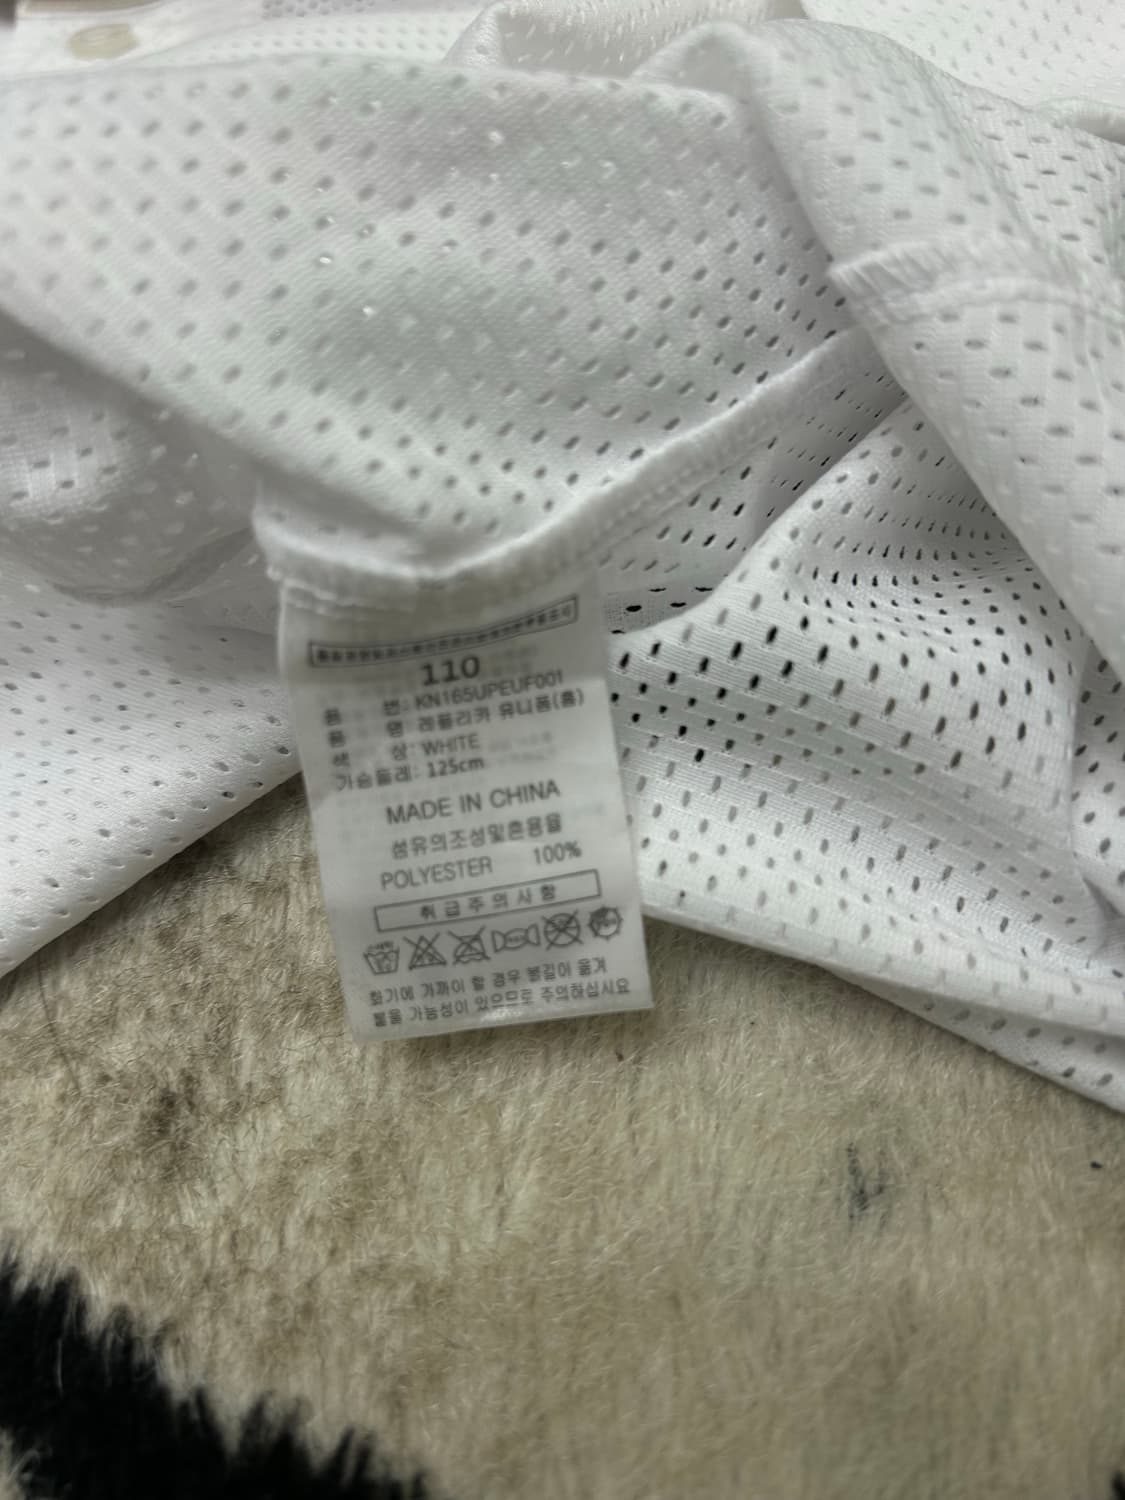 110
품 번: KN165UPEUF001
품 명: 레플리카 유니폼(홈)
색 상: WHITE
가슴둘레: 125cm
MADE IN CHINA
섬유의조성및혼용율
POLYESTER 100%
취급주의사항
화기에 가까이 할 경우 불길이 옮겨
붙을 가능성이 있으므로 주의하십시요